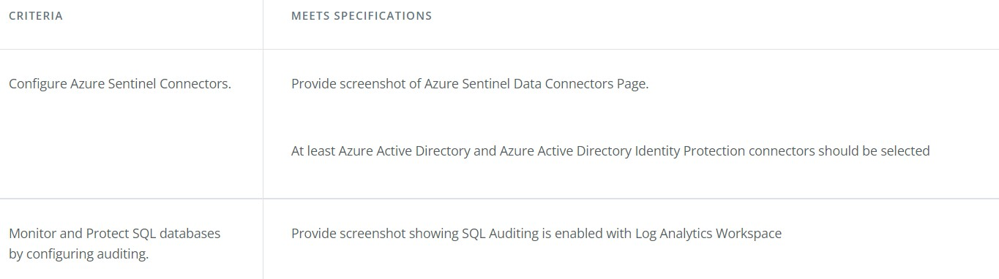 CRITERIA
MEETS SPECIFICATIONS
Configure Azure Sentinel Connectors.
Provide screenshot of Azure Sentinel Data Connectors Page.
At least Azure Active Directory and Azure Active Directory Identity Protection connectors should be selected
Monitor and Protect SQL databases
by configuring auditing.
Provide screenshot showing SQL Auditing is enabled with Log Analytics Workspace